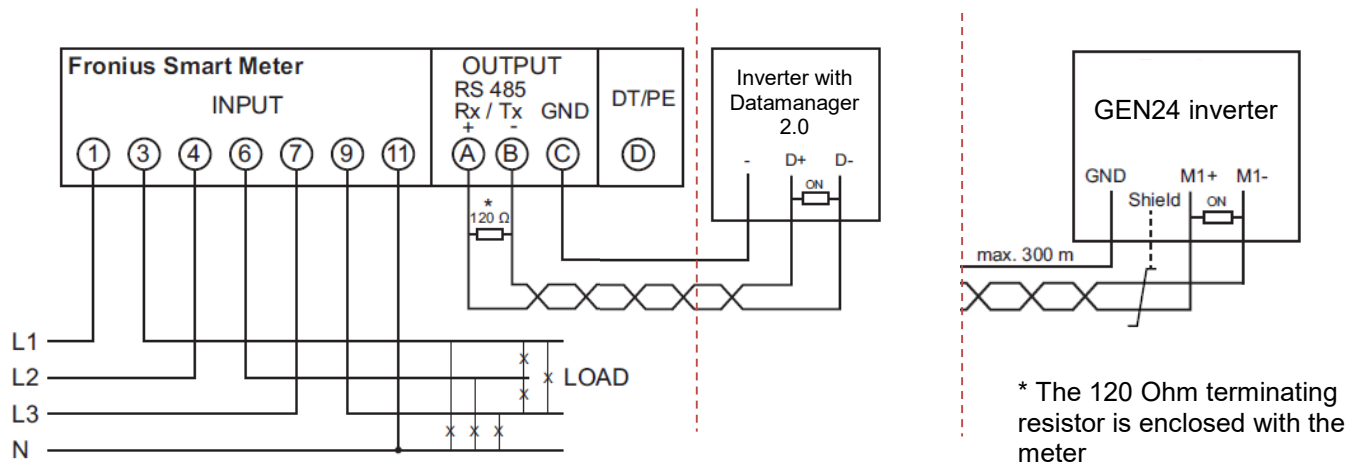 Fronius Smart Meter
INPUT
1 3 4 6 7 9 11
OUTPUT
RS 485
Rx / Tx GND
+ -
A B C
DT/PE
D
*
120 Ω
L1
L2
L3
N
x
x
x
x x x
LOAD
Inverter with
Datamanager
2.0
- D+ D-
ON
GEN24 inverter
GND M1+ M1-
Shield
ON
max. 300 m
* The 120 Ohm terminating
resistor is enclosed with the
meter